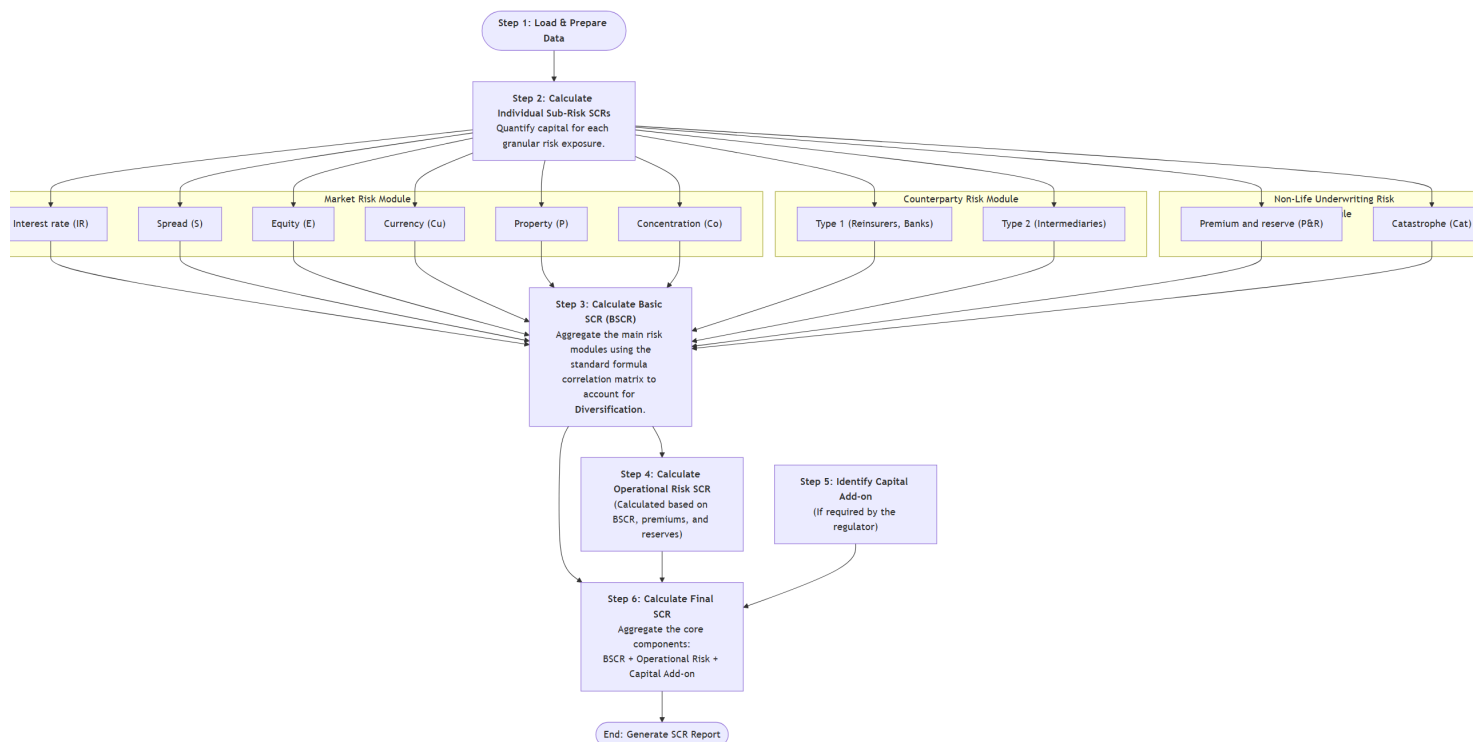 Step 1: Load & Prepare
Data
Step 2: Calculate
Individual Sub-Risk SCRs
Quantify capital for each
granular risk exposure.
Market Risk Module
Counterparty Risk Module
Non-Life Underwriting Risk
Interest rate (IR)
Spread (S)
Equity (E)
Currency (Cu)
Property (P)
Concentration (Co)
Type 1 (Reinsurers, Banks)
Type 2 (Intermediaries)
Premium and reserve (P&R)
Catastrophe (Cat)
Step 3: Calculate Basic
SCR (BSCR)
Aggregate the main risk
modules using the
standard formula
correlation matrix to
account for
Diversification.
Step 4: Calculate
Operational Risk SCR
(Calculated based on
BSCR, premiums, and
reserves)
Step 5: Identify Capital
Add-on
(If required by the
regulator)
Step 6: Calculate Final
SCR
Aggregate the core
components:
BSCR + Operational Risk +
Capital Add-on
End: Generate SCR Report